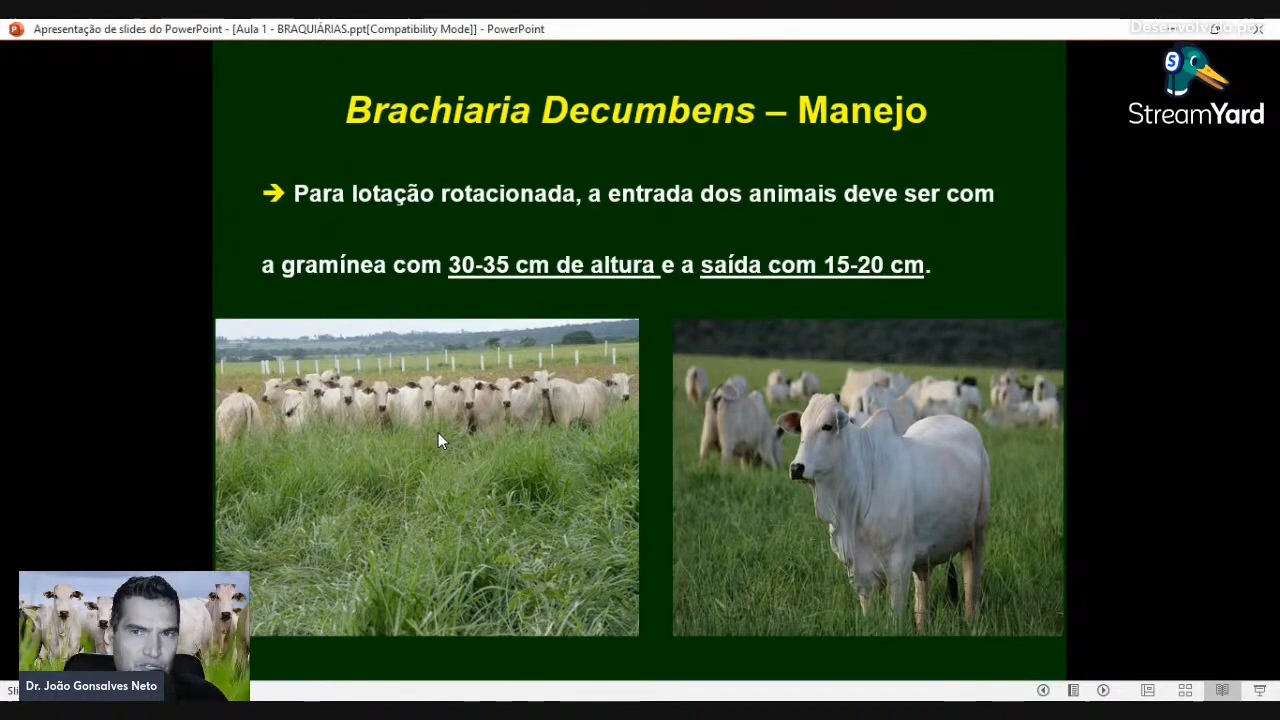 Apresentação de slides do PowerPoint - [Aula 1 - BRAQUIÁRIAS.ppt[Compatibility Mode]] - PowerPoint
Desenvolvido por
StreamYard
Brachiaria Decumbens – Manejo
➔ Para lotação rotacionada, a entrada dos animais deve ser com
a gramínea com 30-35 cm de altura e a saída com 15-20 cm.
Dr. João Gonsalves Neto